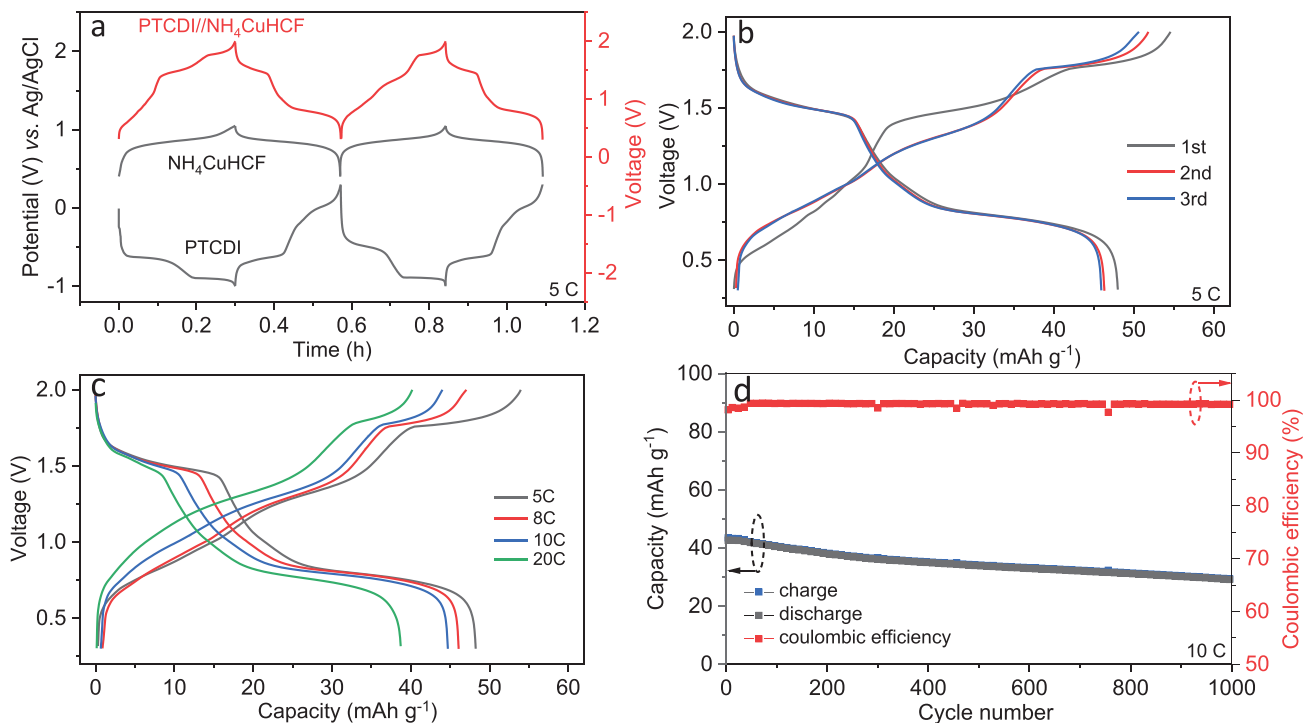 a
PTCDI//NH₄CuHCF
NH₄CuHCF
PTCDI
5 C
Potential (V) vs. Ag/AgCl
2
1
0
-1
Voltage (V)
2
1
0
-1
-2
0.0 0.2 0.4 0.6 0.8 1.0 1.2
Time (h)
b
Voltage (V)
2.0
1.5
1.0
0.5
1st
2nd
3rd
5 C
0 10 20 30 40 50 60
Capacity (mAh g⁻¹)
c
Voltage (V)
2.0
1.5
1.0
0.5
5C
8C
10C
20C
0 10 20 30 40 50 60
Capacity (mAh g⁻¹)
d
Capacity (mAh g⁻¹)
100
80
60
40
20
0
charge
discharge
coulombic efficiency
10 C
Coulombic efficiency (%)
100
90
80
70
60
50
0 200 400 600 800 1000
Cycle number